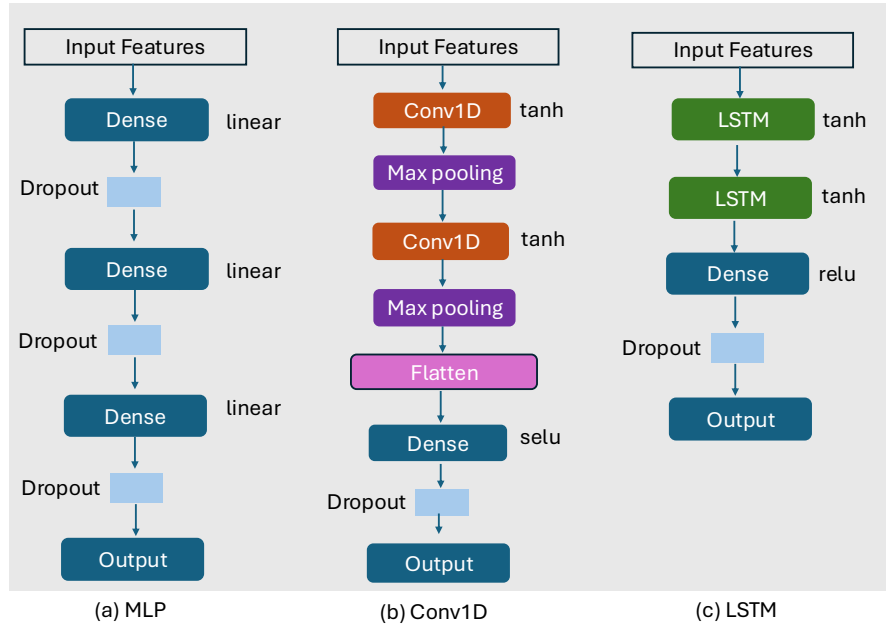 Input Features
Dense
linear
Dropout
Dense
linear
Dropout
Dense
linear
Dropout
Output
(a) MLP
Input Features
Conv1D
tanh
Max pooling
Conv1D
tanh
Max pooling
Flatten
Dense
selu
Dropout
Output
(b) Conv1D
Input Features
LSTM
tanh
LSTM
tanh
Dense
relu
Dropout
Output
(c) LSTM